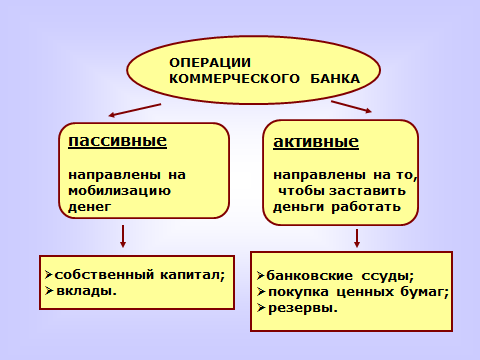 ОПЕРАЦИИ
КОММЕРЧЕСКОГО БАНКА
пассивные
направлены на
мобилизацию
денег
активные
направлены на то,
чтобы заставить
деньги работать
собственный капитал;
вклады.
банковские ссуды;
покупка ценных бумаг;
резервы.